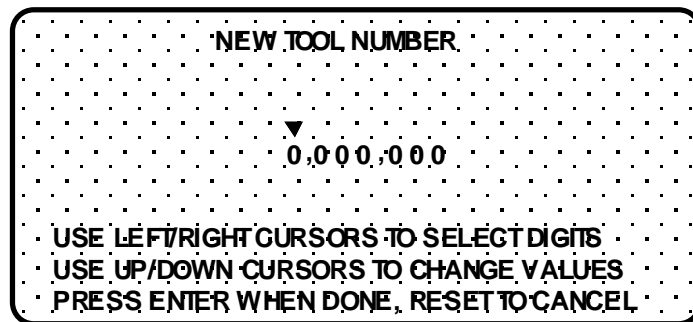 NEW TOOL NUMBER
0,000,000
USE LEFT/RIGHT CURSORS TO SELECT DIGITS
USE UP/DOWN CURSORS TO CHANGE VALUES
PRESS ENTER WHEN DONE, RESET TO CANCEL